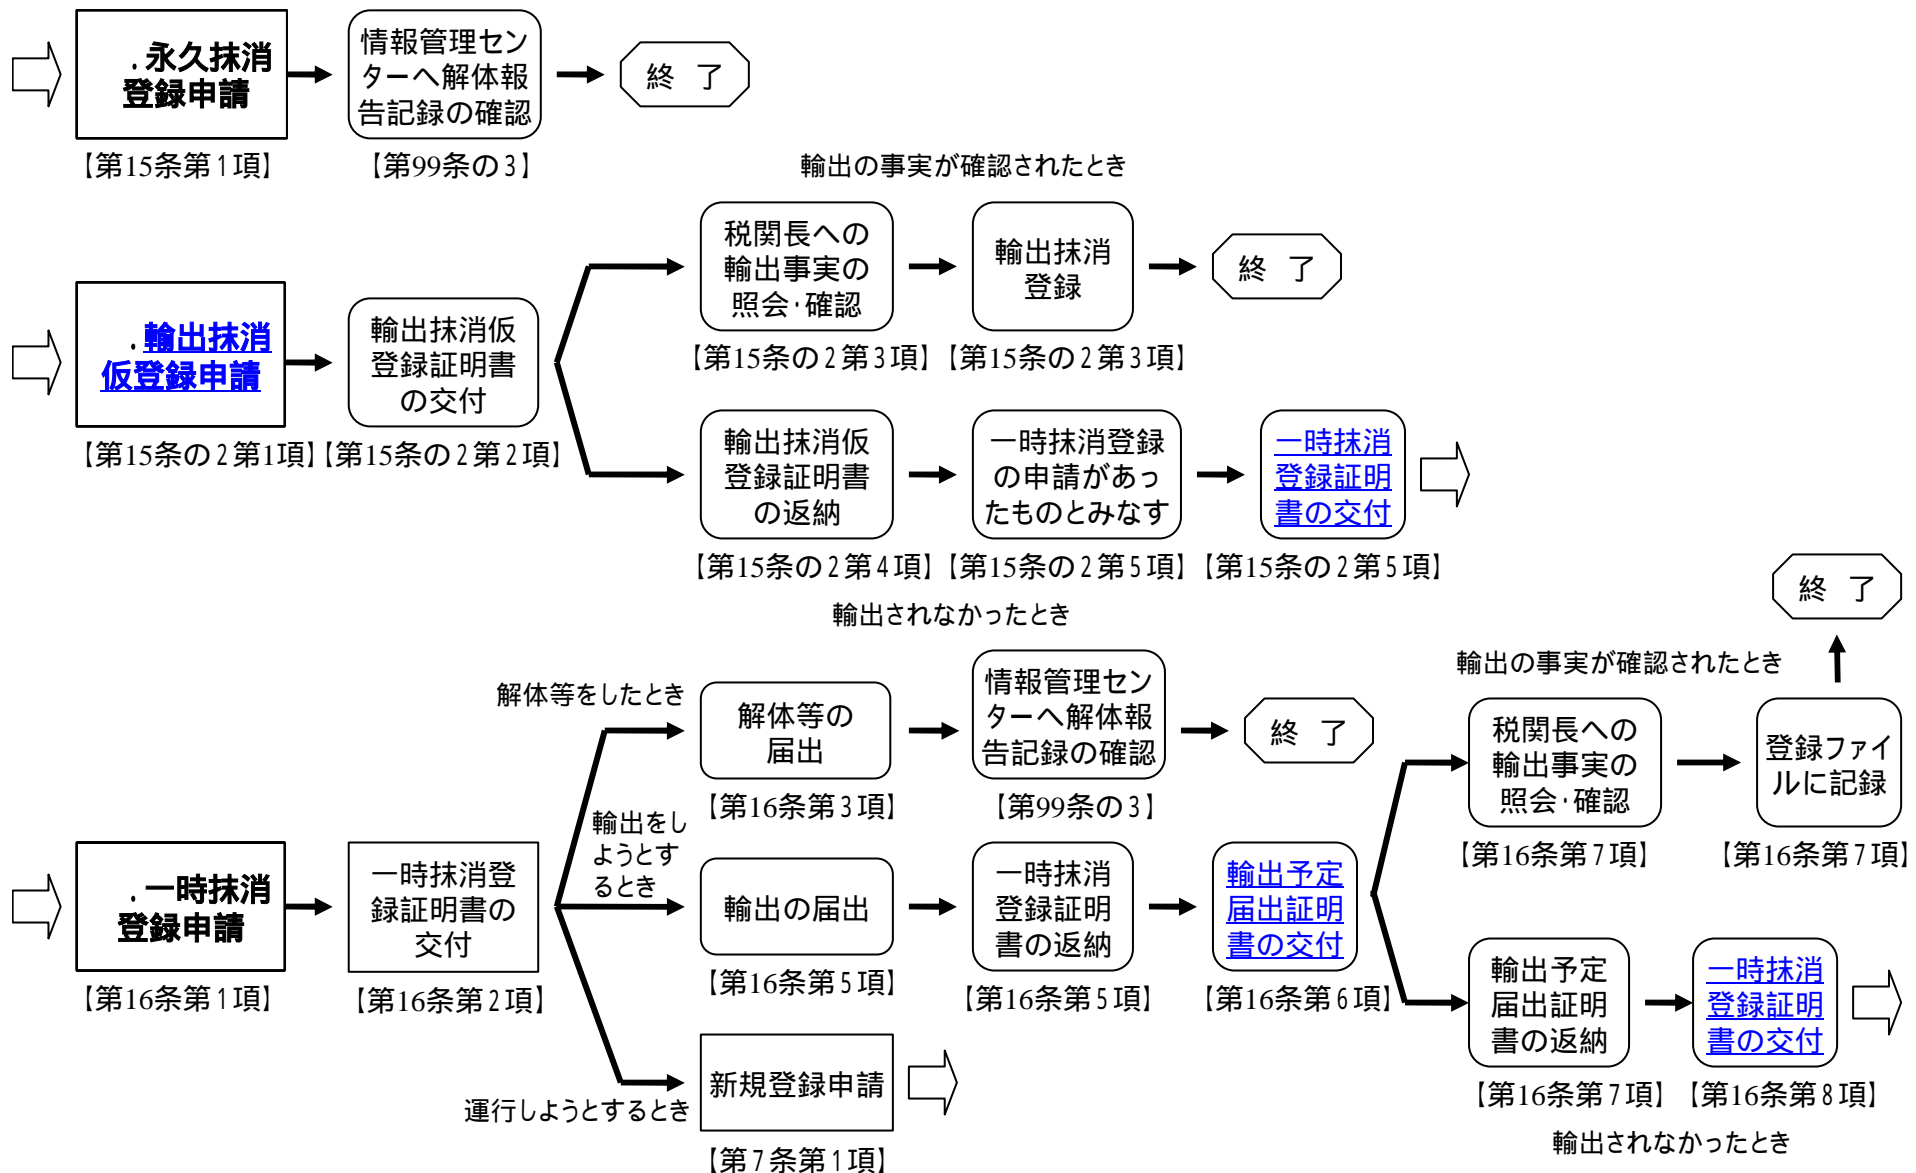 .永久抹消
登録申請
【第15条第1項】
情報管理セン
ターへ解体報
告記録の確認
【第99条の3】
終 了
輸出の事実が確認されたとき
.輸出抹消
仮登録申請
【第15条の2第1項】
輸出抹消仮
登録証明書
の交付
【第15条の2第2項】
税関長への
輸出事実の
照会・確認
【第15条の2第3項】
輸出抹消
登録
【第15条の2第3項】
終 了
輸出抹消仮
登録証明書
の返納
【第15条の2第4項】
一時抹消登録
の申請があっ
たものとみなす
【第15条の2第5項】
一時抹消
登録証明
書の交付
【第15条の2第5項】
輸出されなかったとき
.一時抹消
登録申請
【第16条第1項】
一時抹消登
録証明書の
交付
【第16条第2項】
解体等をしたとき
解体等の
届出
【第16条第3項】
情報管理セン
ターへ解体報
告記録の確認
【第99条の3】
終 了
輸出をし
ようとす
るとき
輸出の届出
【第16条第5項】
一時抹消
登録証明
書の返納
【第16条第5項】
輸出予定
届出証明
書の交付
【第16条第6項】
輸出の事実が確認されたとき
税関長への
輸出事実の
照会・確認
【第16条第7項】
登録ファイ
ルに記録
【第16条第7項】
終 了
輸出予定
届出証明
書の返納
【第16条第7項】
一時抹消
登録証明
書の交付
【第16条第8項】
輸出されなかったとき
運行しようとするとき
新規登録申請
【第7条第1項】